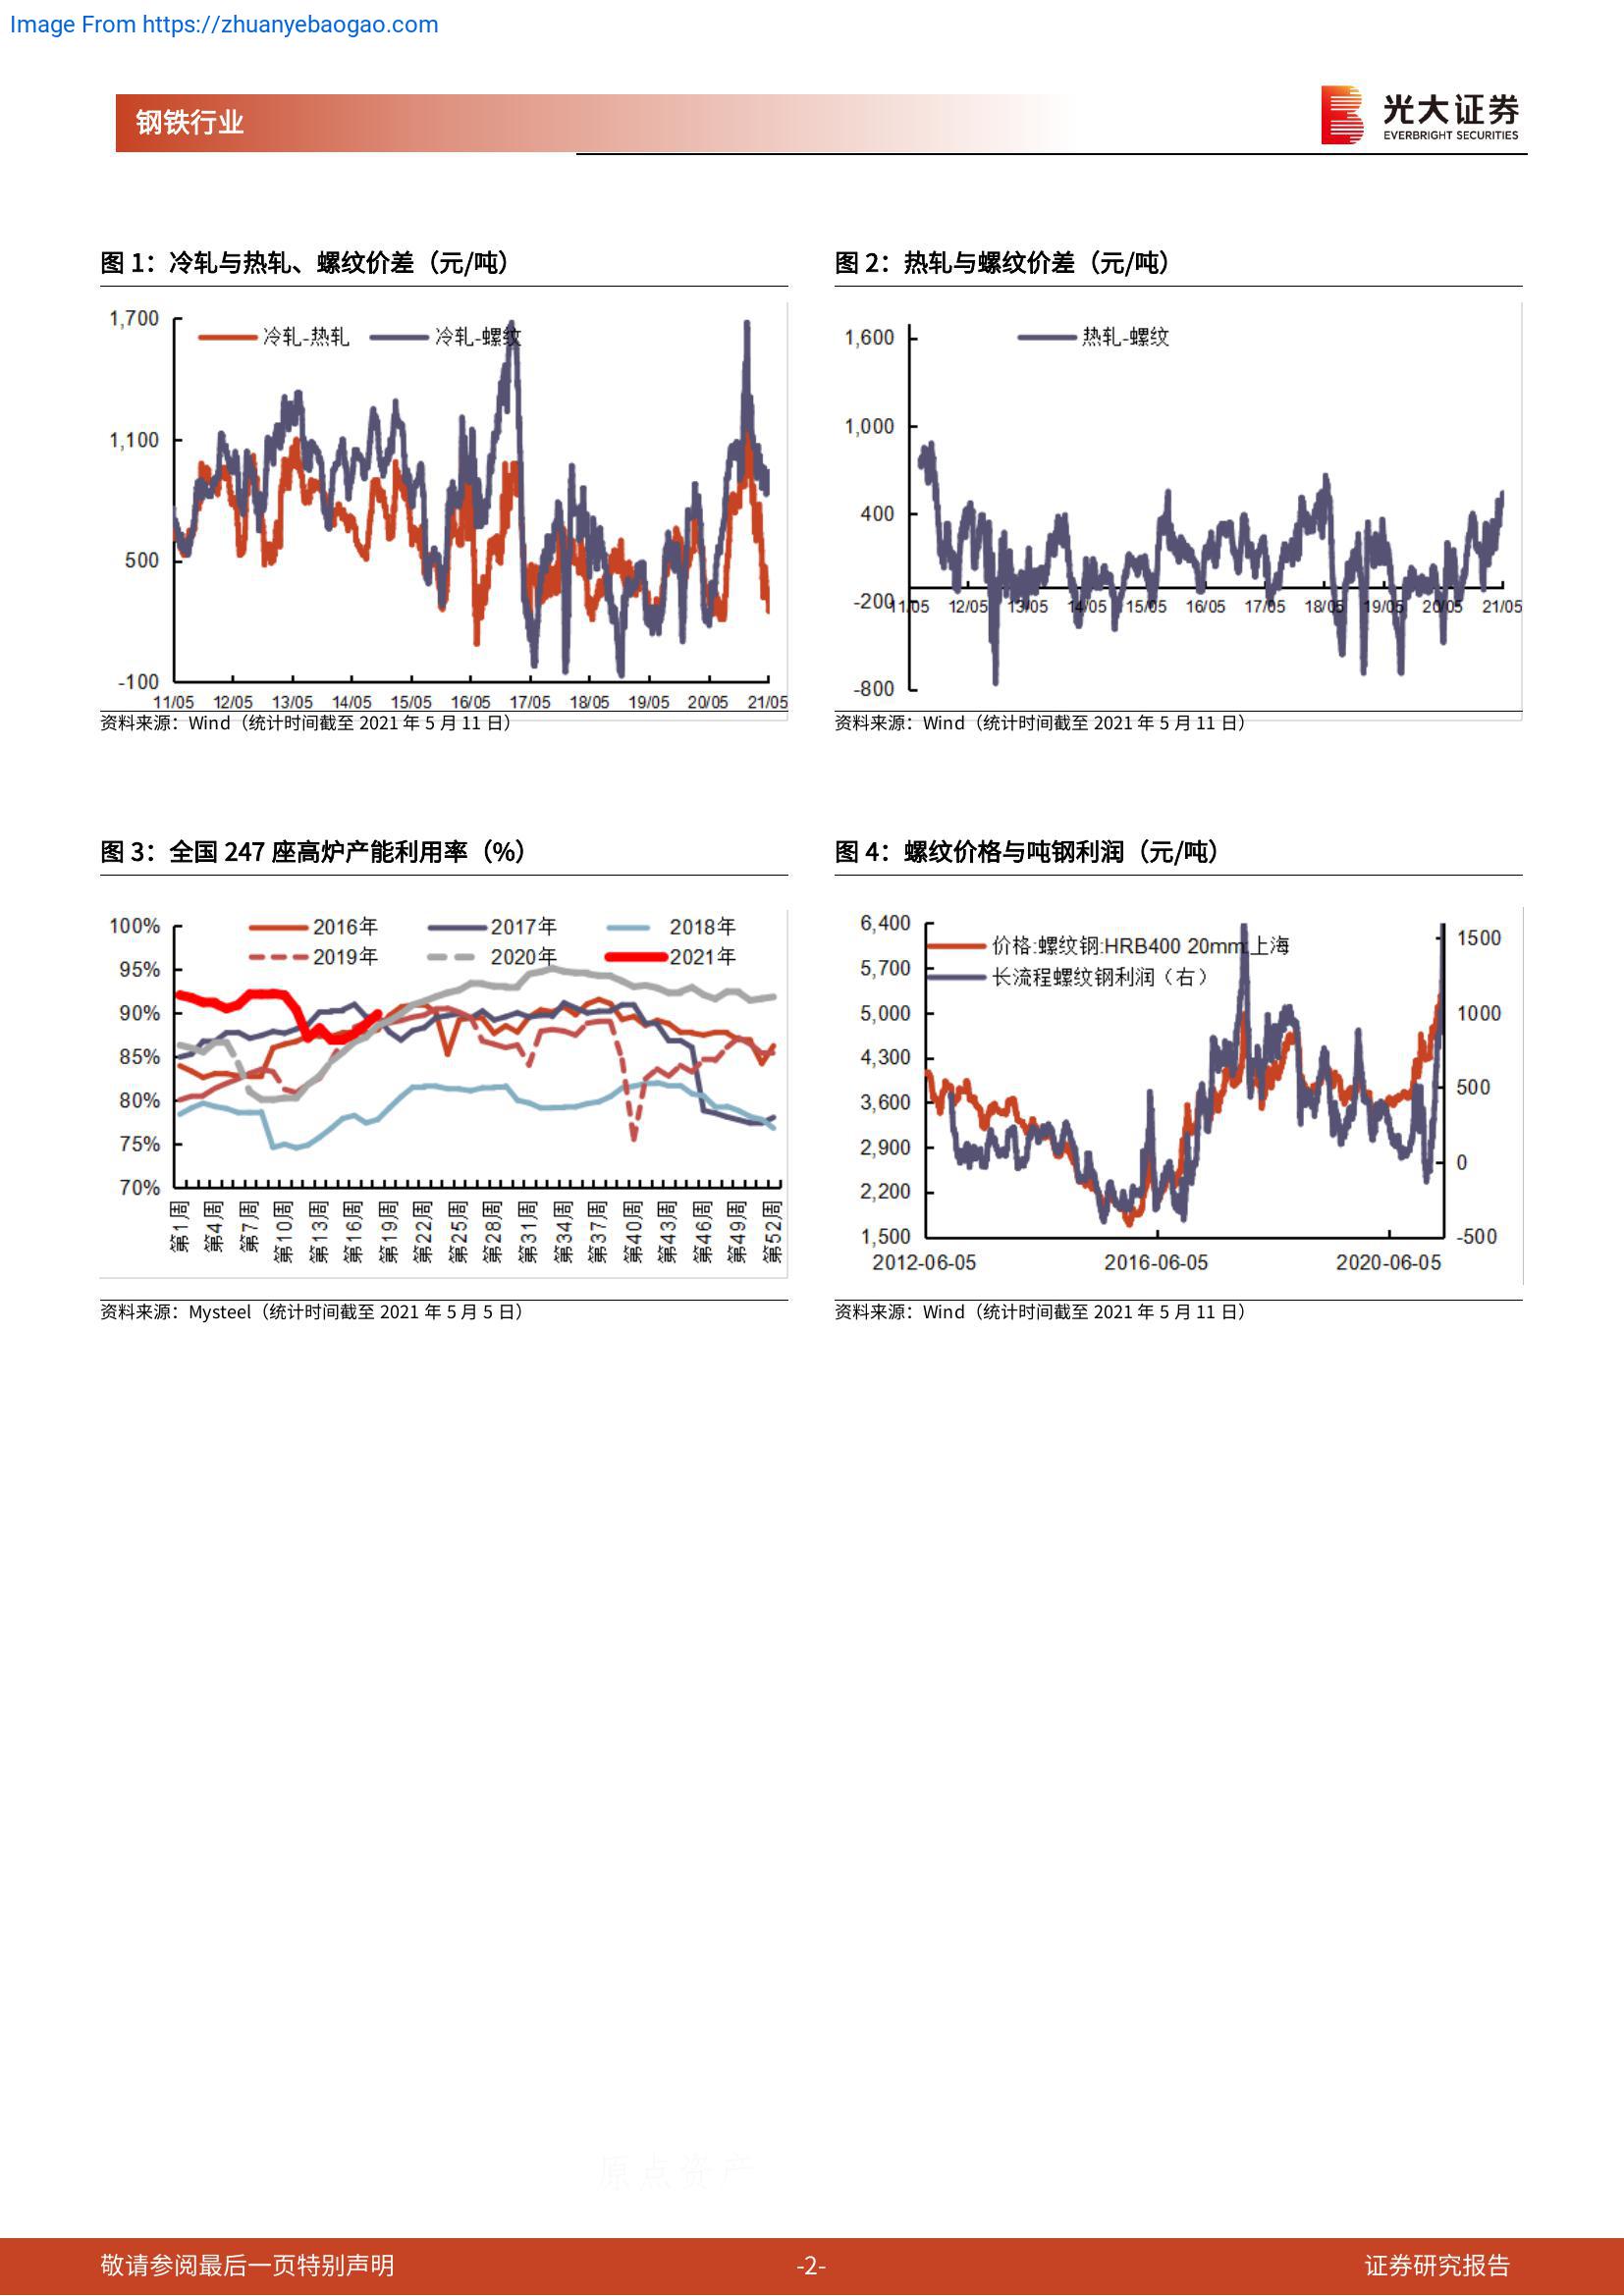 Image From https://zhuanyebaogao.com
钢铁行业
光大证券
EVERBRIGHT SECURITIES
图 1：冷轧与热轧、螺纹价差（元/吨）
1,700
1,100
500
-100
冷轧-热轧 冷轧-螺纹
11/05 12/05 13/05 14/05 15/05 16/05 17/05 18/05 19/05 20/05 21/05
资料来源：Wind（统计时间截至 2021 年 5 月 11 日）
图 2：热轧与螺纹价差（元/吨）
1,600
1,000
400
-200
-800
热轧-螺纹
11/05 12/05 13/05 14/05 15/05 16/05 17/05 18/05 19/05 20/05 21/05
资料来源：Wind（统计时间截至 2021 年 5 月 11 日）
图 3：全国 247 座高炉产能利用率（%）
100%
95%
90%
85%
80%
75%
70%
2016年 2017年 2018年
2019年 2020年 2021年
第1周 第4周 第7周 第10周 第13周 第16周 第19周 第22周 第25周 第28周 第31周 第34周 第37周 第40周 第43周 第46周 第49周 第52周
资料来源：Mysteel（统计时间截至 2021 年 5 月 5 日）
图 4：螺纹价格与吨钢利润（元/吨）
6,400
5,700
5,000
4,300
3,600
2,900
2,200
1,500
价格:螺纹钢:HRB400 20mm:上海
长流程螺纹钢利润（右）
1500
1000
500
0
-500
2012-06-05 2016-06-05 2020-06-05
资料来源：Wind（统计时间截至 2021 年 5 月 11 日）
原点资产
敬请参阅最后一页特别声明 -2- 证券研究报告